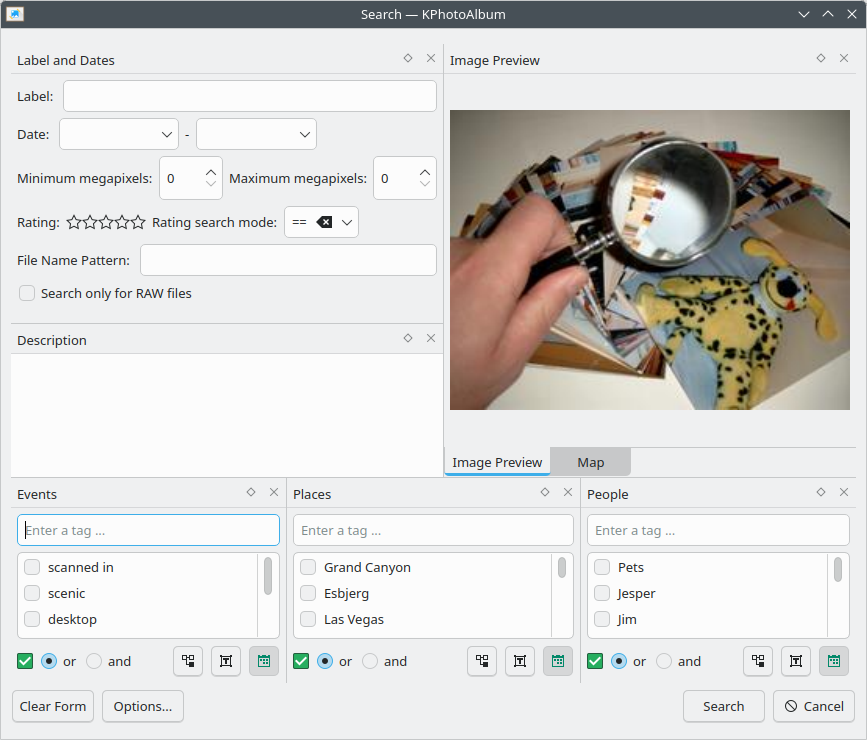 Search — KPhotoAlbum
Label and Dates
Label:
Date: -
Minimum megapixels: 0 Maximum megapixels: 0
Rating: Rating search mode: ==
File Name Pattern:
Search only for RAW files
Description
Image Preview
Image Preview Map
Events
Enter a tag ...
scanned in
scenic
desktop
or and
Places
Enter a tag ...
Grand Canyon
Esbjerg
Las Vegas
or and
People
Enter a tag ...
Pets
Jesper
Jim
or and
Clear Form Options... Search Cancel